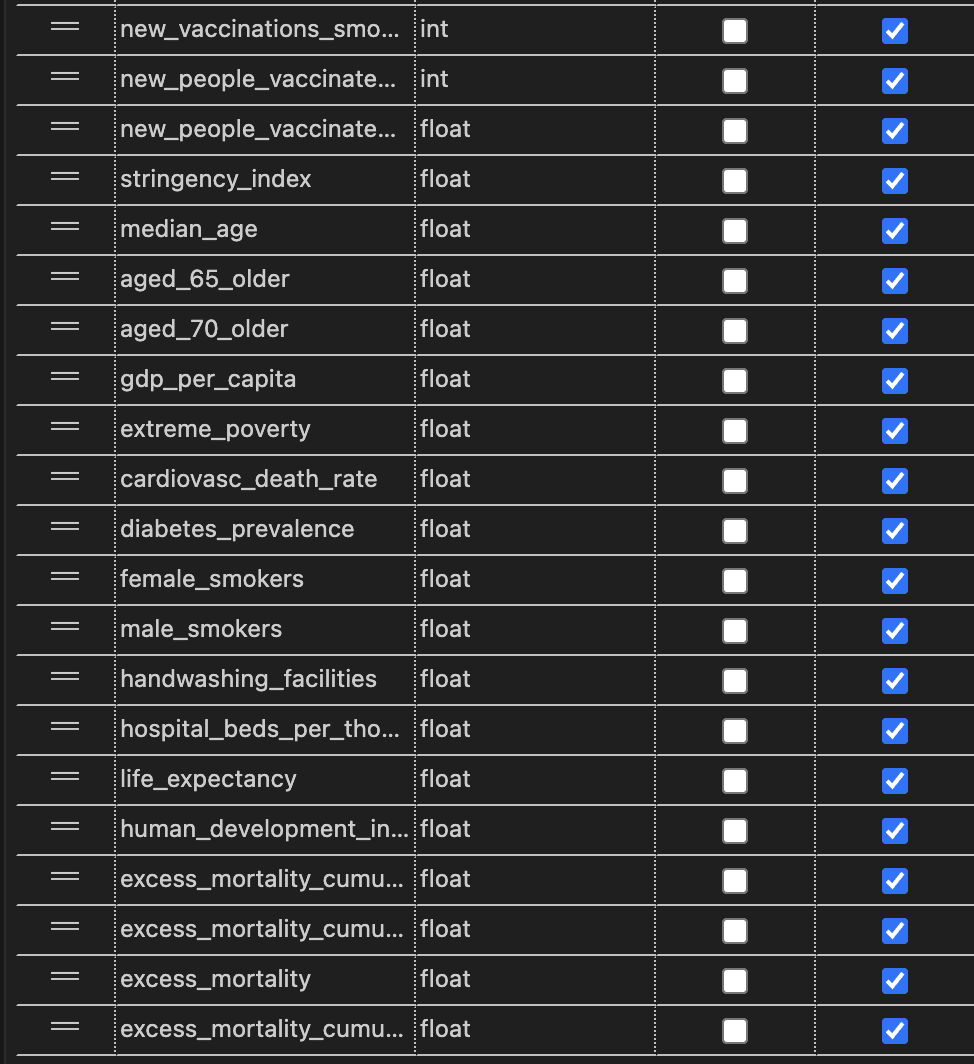 new_vaccinations_smo... int
new_people_vaccinate... int
new_people_vaccinate... float
stringency_index float
median_age float
aged_65_older float
aged_70_older float
gdp_per_capita float
extreme_poverty float
cardiovasc_death_rate float
diabetes_prevalence float
female_smokers float
male_smokers float
handwashing_facilities float
hospital_beds_per_tho... float
life_expectancy float
human_development_in... float
excess_mortality_cumu... float
excess_mortality_cumu... float
excess_mortality float
excess_mortality_cumu... float